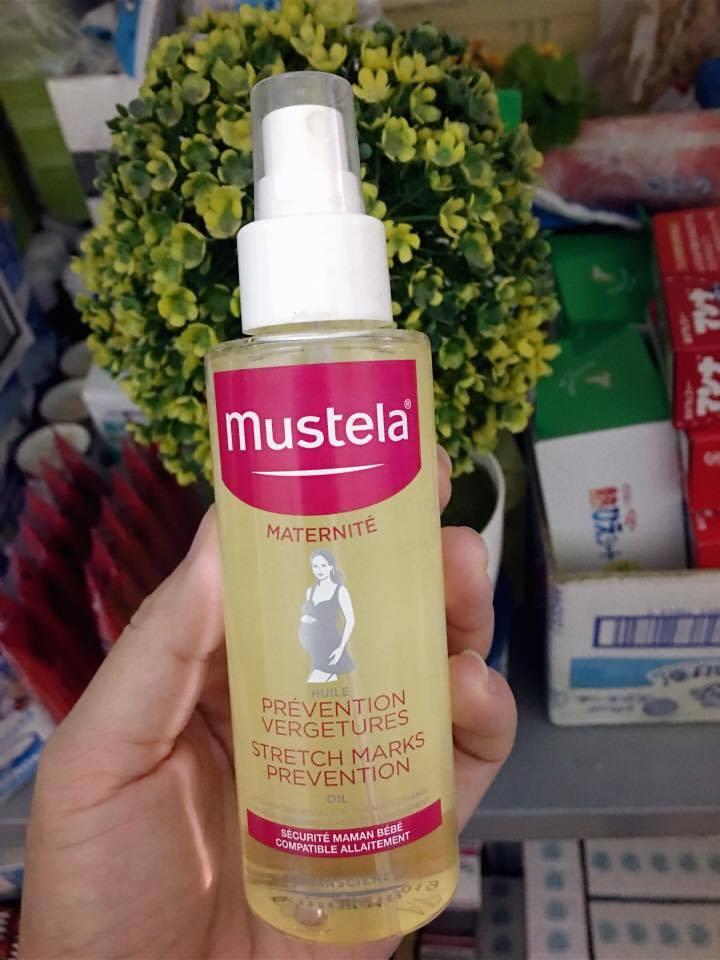 mustela®
MATERNITÉ
HUILE
PRÉVENTION
VERGETURES
STRETCH MARKS
PREVENTION
OIL
SÉCURITÉ MAMAN BÉBÉ
COMPATIBLE ALLAITEMENT